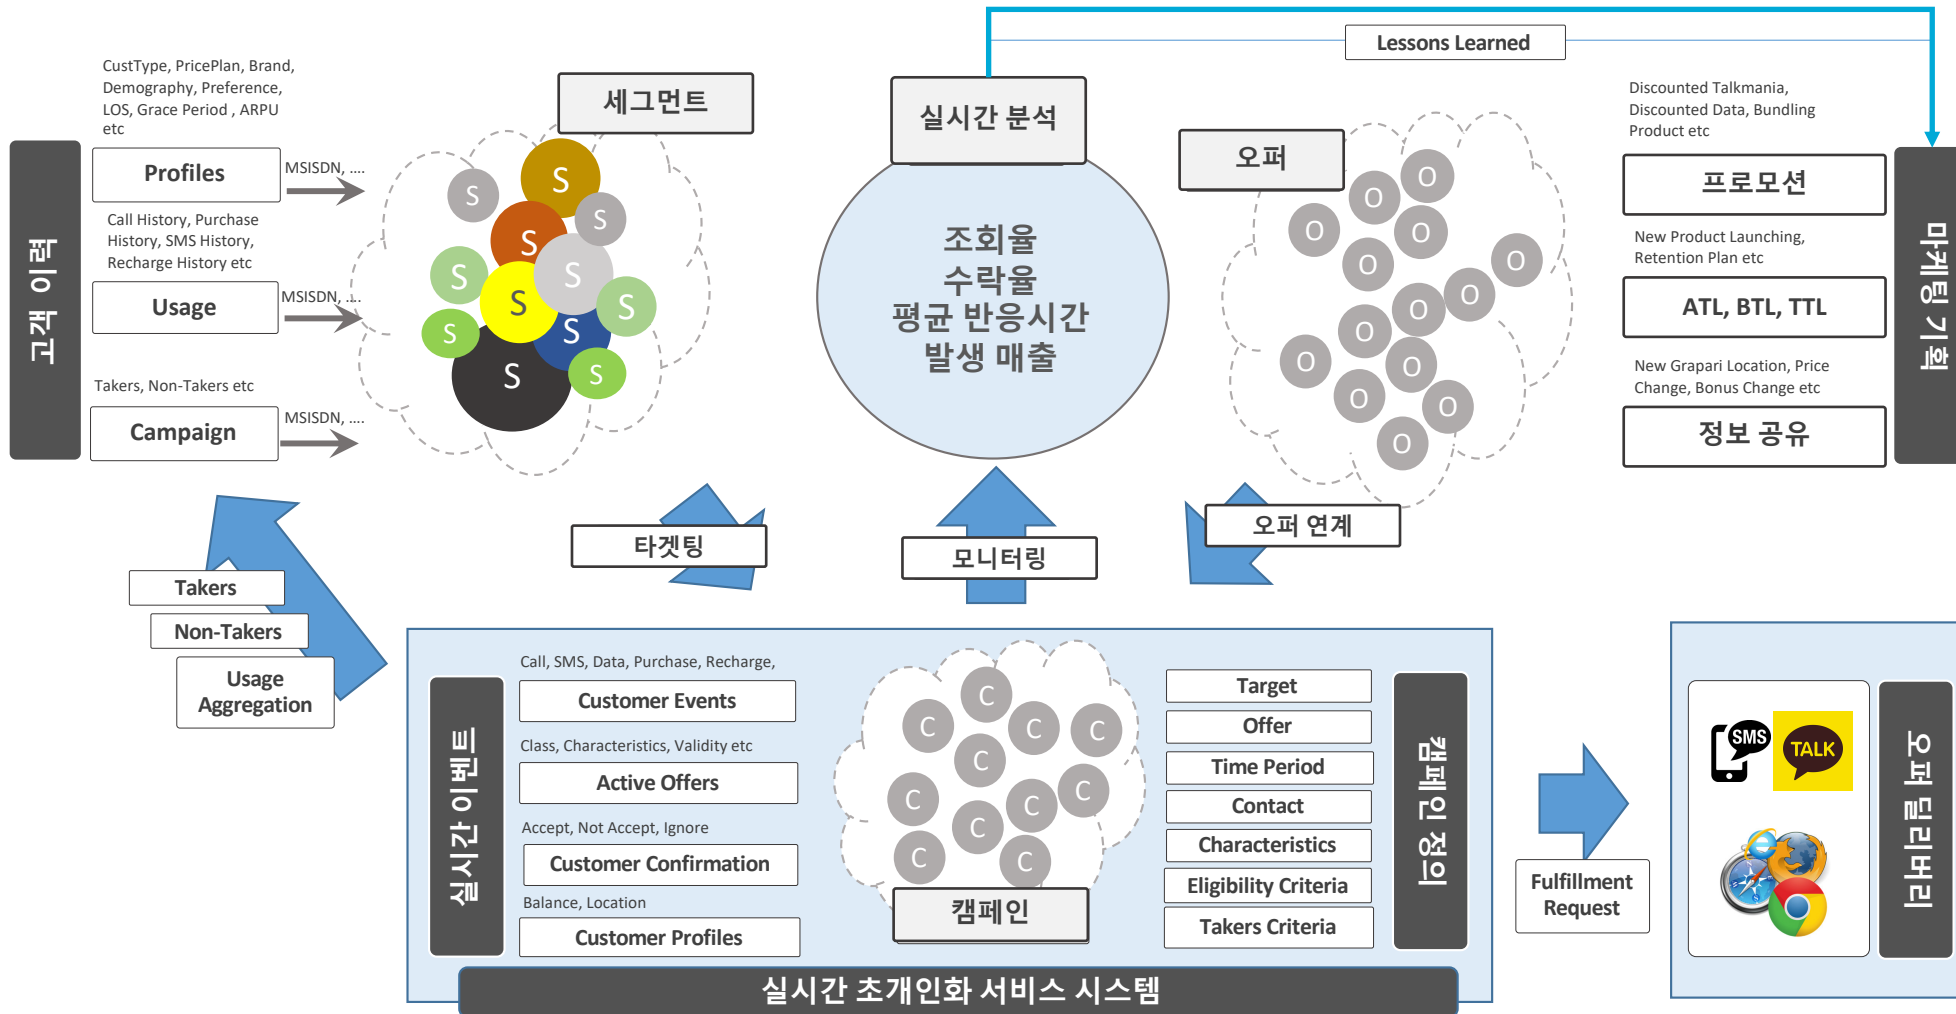 Lessons Learned
CustType, PricePlan, Brand,
Demography, Preference,
LOS, Grace Period , ARPU
etc
고객 이력
Profiles
MSISDN, ....
Call History, Purchase
History, SMS History,
Recharge History etc
Usage
MSISDN, ....
Takers, Non-Takers etc
Campaign
MSISDN, ....
세그먼트
S
S
S
S
S
S
S
S
S
S
S
S
S
실시간 분석
조회율
수락율
평균 반응시간
발생 매출
오퍼
O
O
O
O
O
O
O
O
O
O
O
O
O
O
Discounted Talkmania,
Discounted Data, Bundling
Product etc
프로모션
New Product Launching,
Retention Plan etc
ATL, BTL, TTL
New Grapari Location, Price
Change, Bonus Change etc
정보 공유
마케팅 기획
타겟팅
모니터링
오퍼 연계
Takers
Non-Takers
Usage
Aggregation
실시간 이벤트
Call, SMS, Data, Purchase, Recharge,
Customer Events
Class, Characteristics, Validity etc
Active Offers
Accept, Not Accept, Ignore
Customer Confirmation
Balance, Location
Customer Profiles
C
C
C
C
C
C
C
C
C
C
C
캠페인
Target
Offer
Time Period
Contact
Characteristics
Eligibility Criteria
Takers Criteria
캠페인 정의
실시간 초개인화 서비스 시스템
Fulfillment
Request
SMS
TALK
오퍼 딜리버리